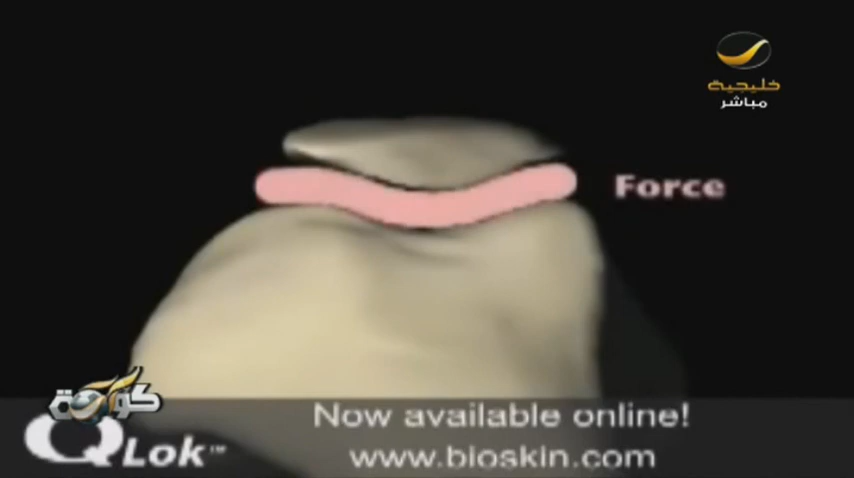 خليجية
مباشر
Force
كورة
Now available online!
QLok™
www.bioskin.com